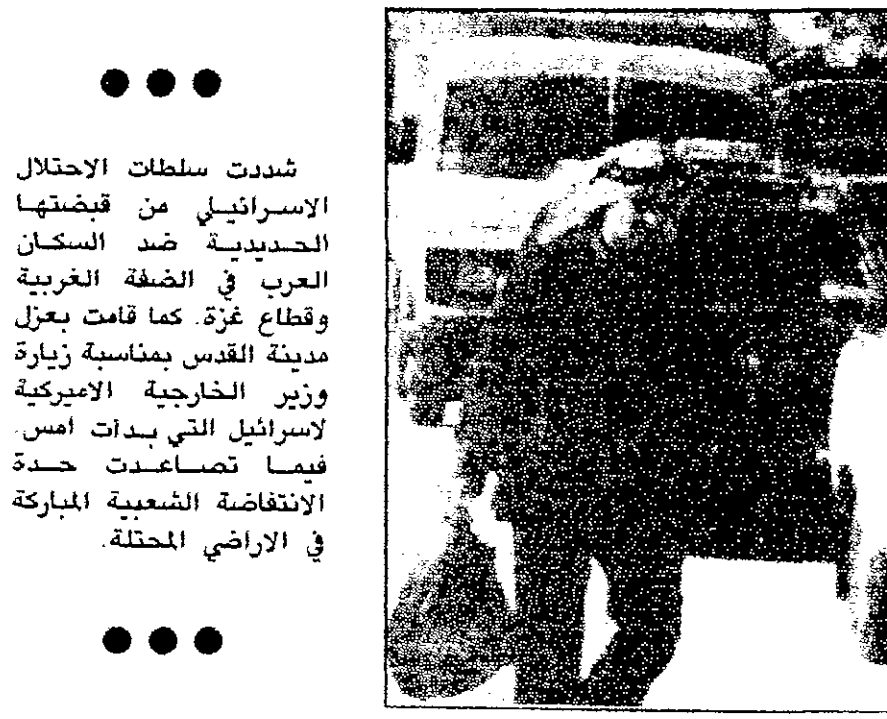 شددت سلطات الاحتلال
الاسرائيلي من قبضتها
الحديدية ضد السكان
العرب في الضفة الغربية
وقطاع غزة. كما قامت بعزل
مدينة القدس بمناسبة زيارة
وزير الخارجية الاميركية
لاسرائيل التي بدأت امس.
فيما تصاعدت حدة
الانتفاضة الشعبية المباركة
في الاراضي المحتلة.